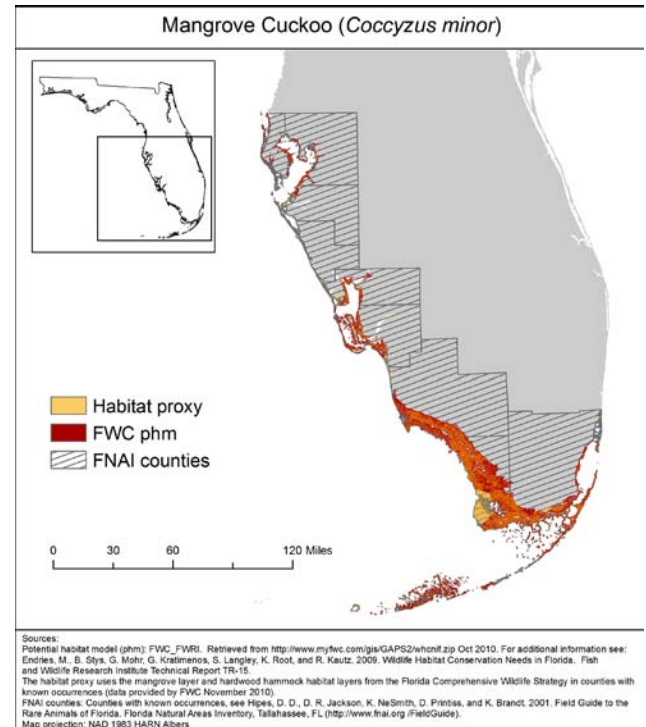 Mangrove Cuckoo (Coccyzus minor)
Habitat proxy
FWC phm
FNAI counties
0 30 60 120 Miles
Sources:
Potential habitat model (phm): FWC_FWRI. Retrieved from http://www.myfwc.com/gis/GAPS2/whcnif.zip Oct 2010. For additional information see:
Endries, M., B. Stys, G. Mohr, G. Kratimenos, S. Langley, K. Root, and R. Kautz. 2009. Wildlife Habitat Conservation Needs in Florida. Fish
and Wildlife Research Institute Technical Report TR-15.
The habitat proxy uses the mangrove layer and hardwood hammock habitat layers from the Florida Comprehensive Wildlife Strategy in counties with
known occurrences (data provided by FWC November 2010).
FNAI counties: Counties with known occurrences, see Hipes, D. D., D. R. Jackson, K. NeSmith, D. Printiss, and K. Brandt. 2001. Field Guide to the
Rare Animals of Florida. Florida Natural Areas Inventory, Tallahassee, FL (http://www.fnai.org /FieldGuide).
Map projection: NAD 1983 HARN Albers